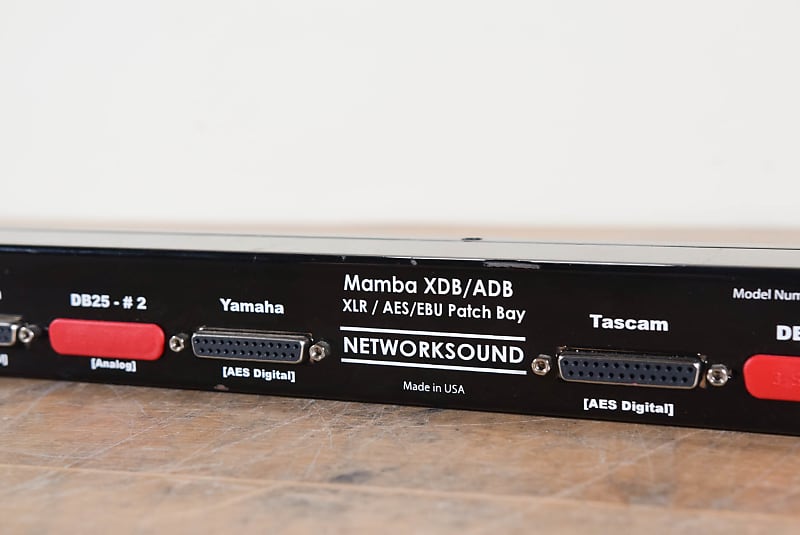 DB25 - # 2
[Analog]
Yamaha
[AES Digital]
Mamba XDB/ADB
XLR / AES/EBU Patch Bay
NETWORKSOUND
Made in USA
Tascam
[AES Digital]
Model Num
DB